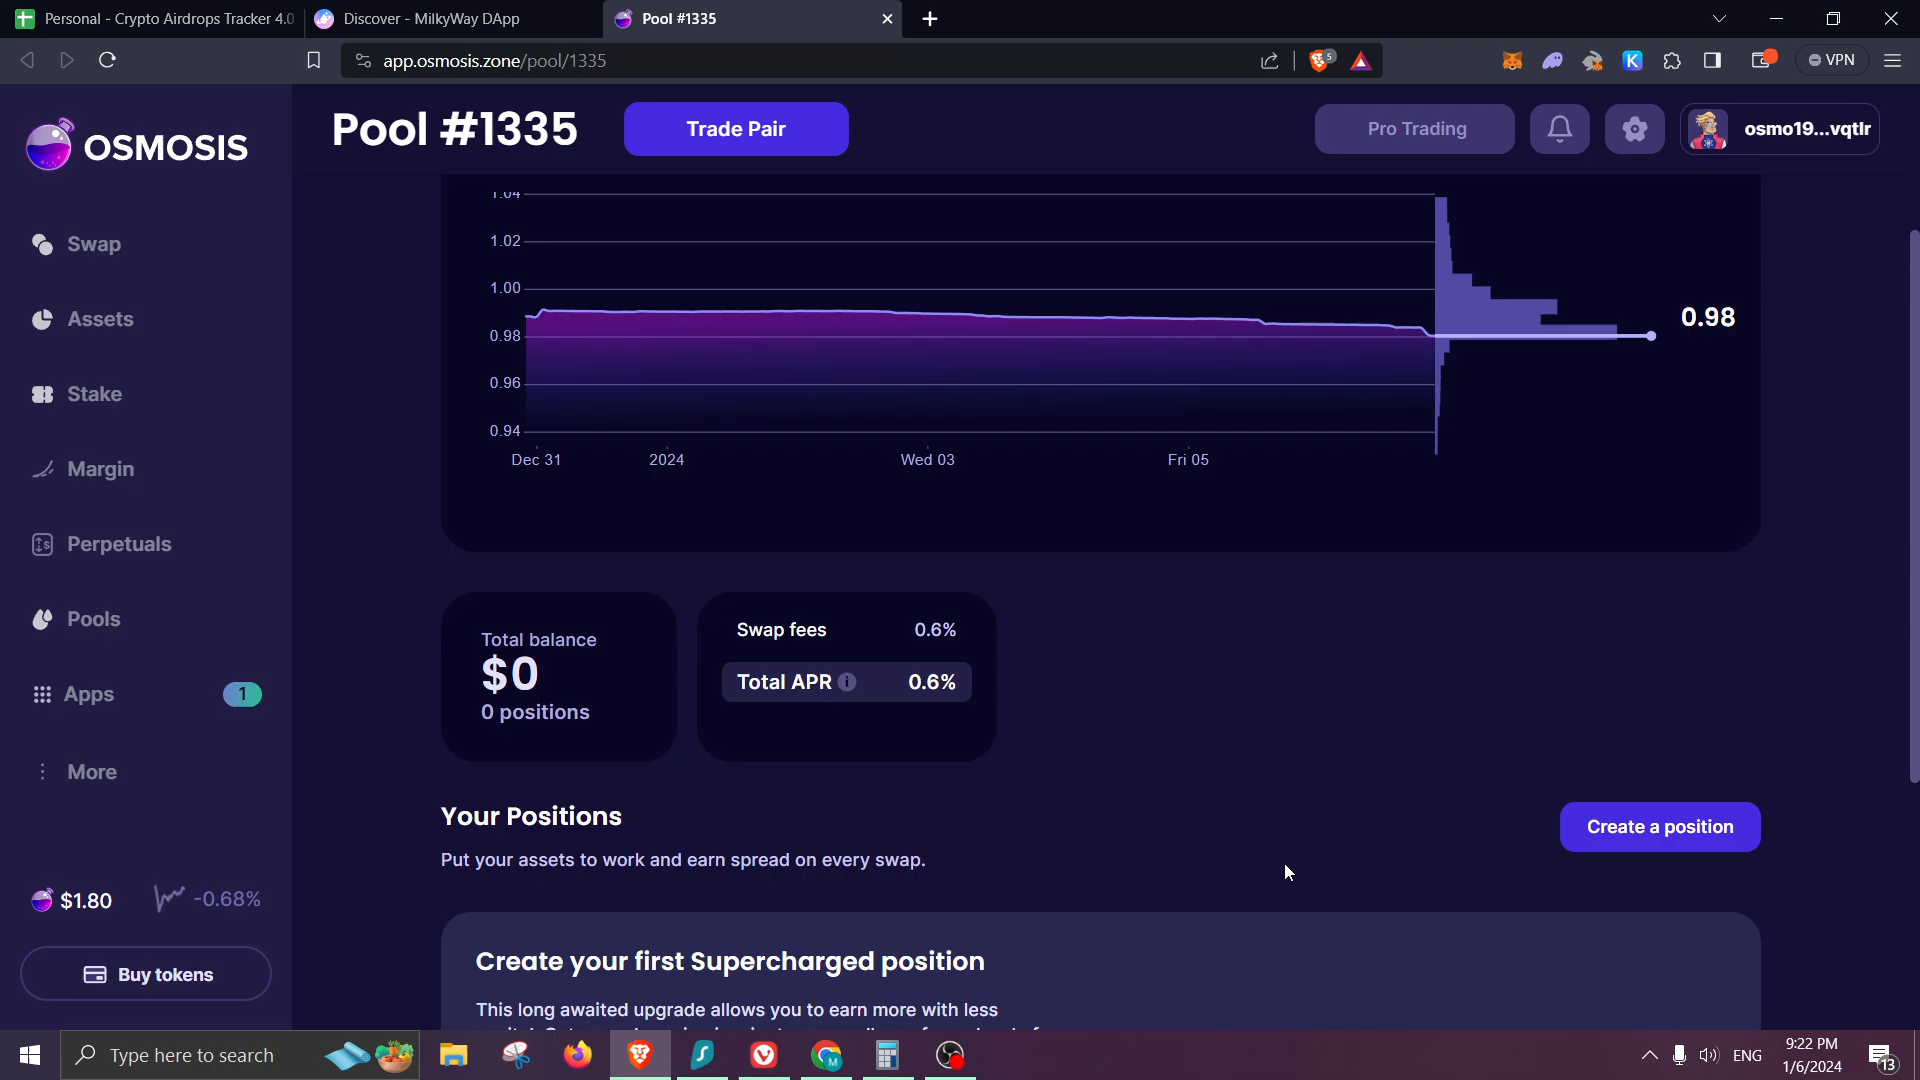 Personal - Crypto Airdrops Tracker 4.0
Discover - MilkyWay DApp
Pool #1335
app.osmosis.zone/pool/1335
5
K
VPN
OSMOSIS
Pool #1335
Trade Pair
Pro Trading
osmo19...vqtlr
Swap
Assets
Stake
Margin
Perpetuals
Pools
Apps
1
More
$1.80
-0.68%
Buy tokens
1.04
1.02
1.00
0.98
0.96
0.94
Dec 31
2024
Wed 03
Fri 05
0.98
Total balance
$0
0 positions
Swap fees
0.6%
Total APR
0.6%
Your Positions
Put your assets to work and earn spread on every swap.
Create a position
Create your first Supercharged position
This long awaited upgrade allows you to earn more with less
Type here to search
M
ENG
9:22 PM
1/6/2024
13